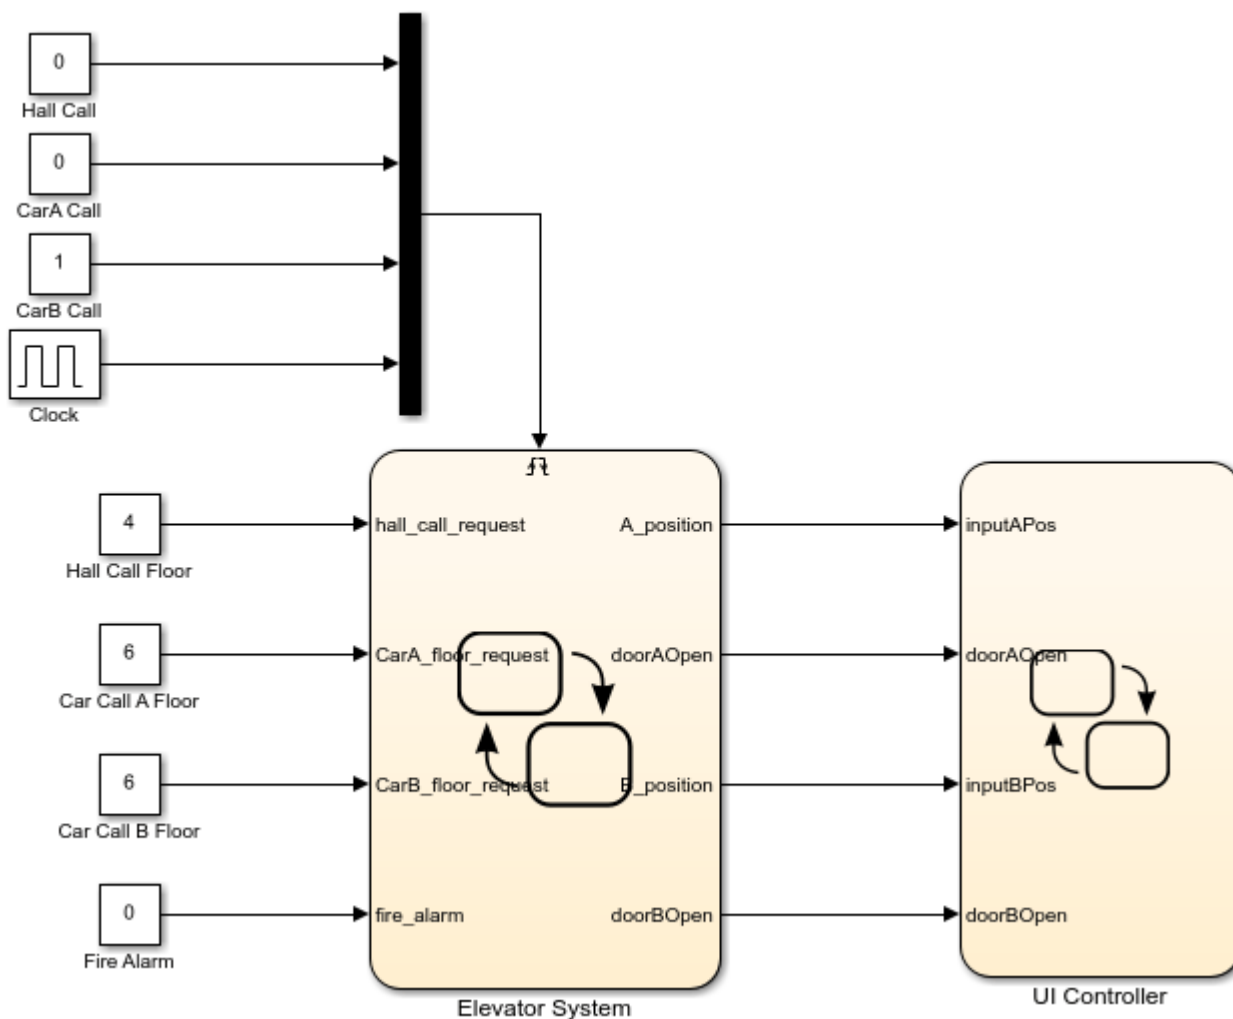 0
Hall Call
0
CarA Call
1
CarB Call
Clock
4
Hall Call Floor
6
Car Call A Floor
6
Car Call B Floor
0
Fire Alarm
hall_call_request
A_position
CarA_floor_request
doorAOpen
CarB_floor_request
B_position
fire_alarm
doorBOpen
Elevator System
inputAPos
doorAOpen
inputBPos
doorBOpen
UI Controller